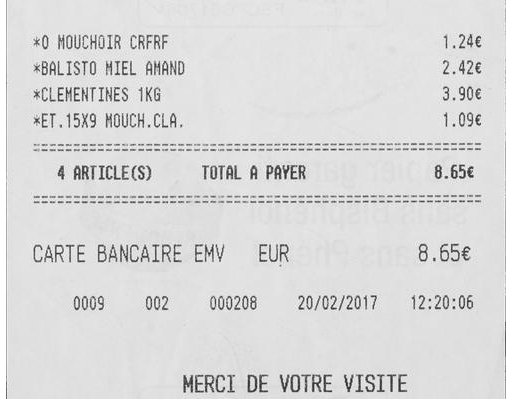 *O MOUCHOIR CRFRF 1.24€
*BALISTO MIEL AMAND 2.42€
*CLEMENTINES 1KG 3.90€
*ET.15X9 MOUCH.CLA. 1.09€
==========================================
4 ARTICLE(S) TOTAL A PAYER 8.65€
==========================================
CARTE BANCAIRE EMV EUR 8.65€
0009 002 000208 20/02/2017 12:20:06
MERCI DE VOTRE VISITE